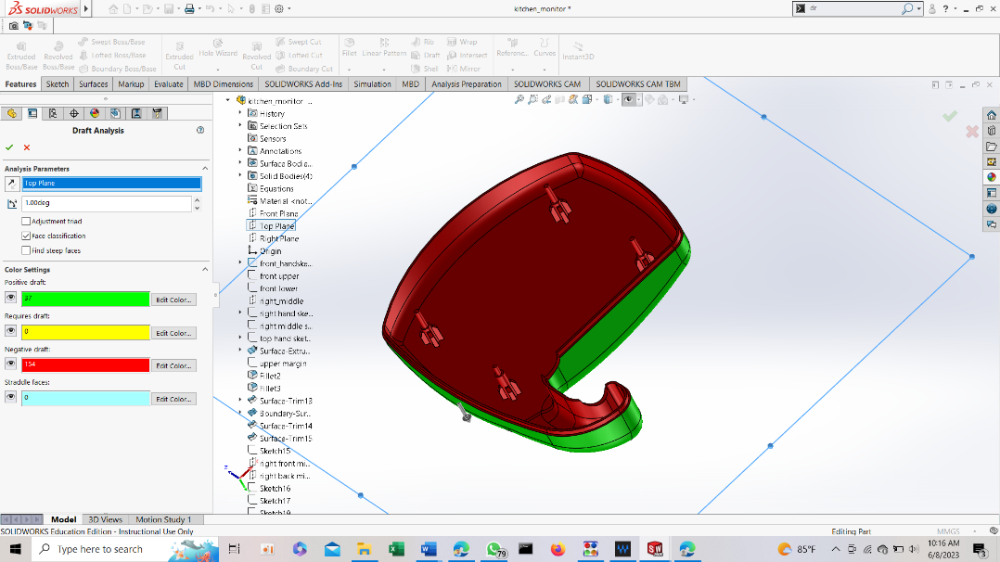 SOLIDWORKS
kitchen_monitor *
dr
Extruded
Boss/Base
Revolved
Boss/Base
Swept Boss/Base
Lofted Boss/Base
Boundary Boss/Base
Extruded
Cut
Hole Wizard
Revolved
Cut
Swept Cut
Lofted Cut
Boundary Cut
Fillet
Linear Pattern
Rib
Draft
Shell
Wrap
Intersect
Mirror
Referenc...
Curves
Instant3D
Features
Sketch
Surfaces
Markup
Evaluate
MBD Dimensions
SOLIDWORKS Add-Ins
Simulation
MBD
Analysis Preparation
SOLIDWORKS CAM
SOLIDWORKS CAM TBM
Draft Analysis
Analysis Parameters
Top Plane
1.00deg
Adjustment triad
Face classification
Find steep faces
Color Settings
Positive draft:
37
Edit Color...
Requires draft:
0
Edit Color...
Negative draft:
154
Edit Color...
Straddle faces:
0
Edit Color...
kitchen_monitor
History
Selection Sets
Sensors
Annotations
Surface Bodie...
Solid Bodies(4)
Equations
Material <not...
Front Plane
Top Plane
Right Plane
Origin
front_handske...
front upper
front lower
right_middle
right hand ske...
right middle s...
top hand sket...
Surface-Extru...
upper margin
Fillet2
Fillet3
Surface-Trim13
Boundary-Sur...
Surface-Trim14
Surface-Trim15
Sketch15
right front mi...
right back mi...
Sketch16
Sketch17
Z
Model
3D Views
Motion Study 1
SOLIDWORKS Education Edition - Instructional Use Only
Editing Part
MMGS
Type here to search
79
85°F
10:16 AM
6/8/2023
3